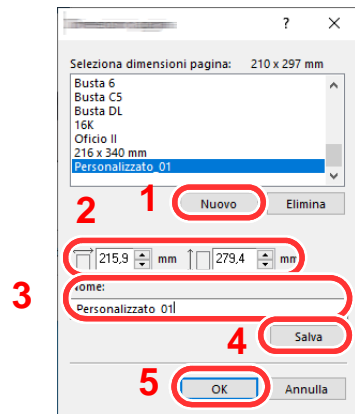 ?
Seleziona dimensioni pagina: 210 x 297 mm
Busta 6
Busta C5
Busta DL
16K
Oficio II
216 x 340 mm
Personalizzato_01
1 Nuovo Elimina
2
215,9 mm 279,4 mm
3 Nome:
Personalizzato_01
4 Salva
5 OK Annulla